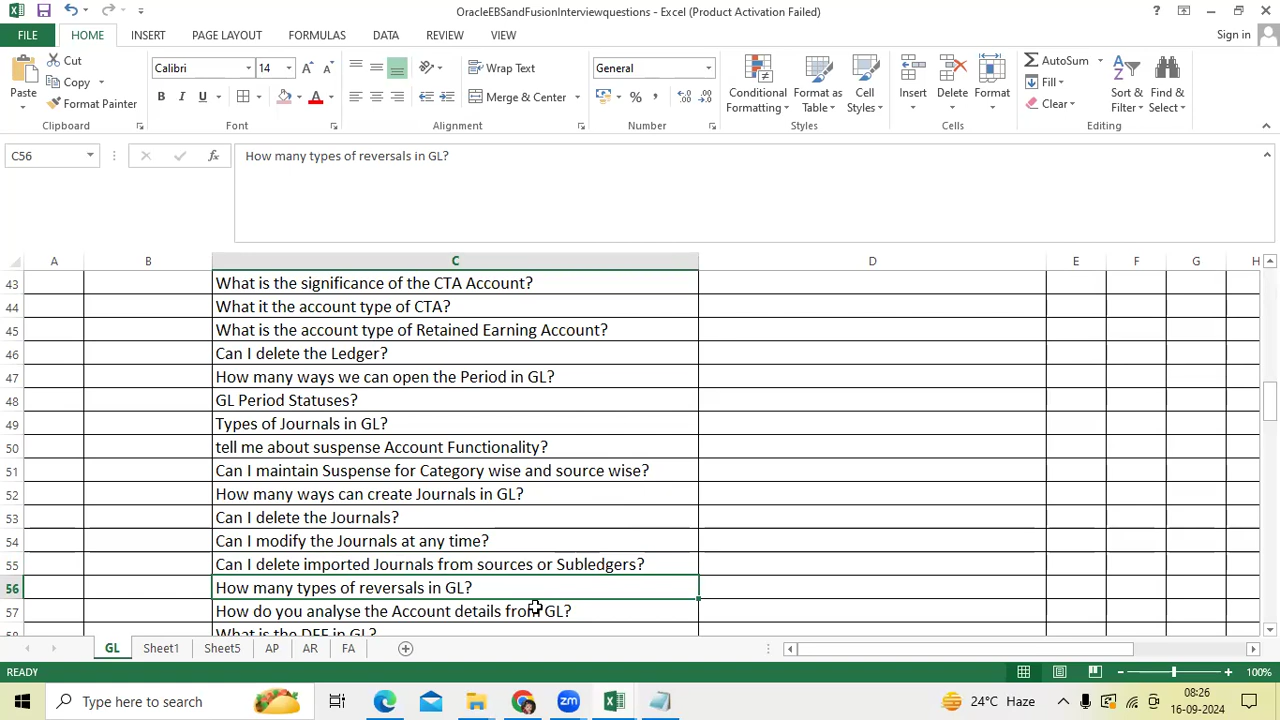 OracleEBSandFusionInterviewquestions - Excel (Product Activation Failed)
FILE HOME INSERT PAGE LAYOUT FORMULAS DATA REVIEW VIEW Sign in
Paste Cut Copy Format Painter
Clipboard
Calibri 14
B I U A
Font
Wrap Text
Merge & Center
Alignment
General
% ,
Number
Conditional Formatting Format as Table Cell Styles
Styles
Insert Delete Format
Cells
AutoSum Fill Clear Sort & Filter Find & Select
Editing
C56 fx How many types of reversals in GL?
A B C D E F G H
43 What is the significance of the CTA Account?
44 What it the account type of CTA?
45 What is the account type of Retained Earning Account?
46 Can I delete the Ledger?
47 How many ways we can open the Period in GL?
48 GL Period Statuses?
49 Types of Journals in GL?
50 tell me about suspense Account Functionality?
51 Can I maintain Suspense for Category wise and source wise?
52 How many ways can create Journals in GL?
53 Can I delete the Journals?
54 Can I modify the Journals at any time?
55 Can I delete imported Journals from sources or Subledgers?
56 How many types of reversals in GL?
57 How do you analyse the Account details from GL?
58 What is the DFF in GL?
GL Sheet1 Sheet5 AP AR FA
READY 100%
Type here to search 24°C Haze 08:26
16-09-2024